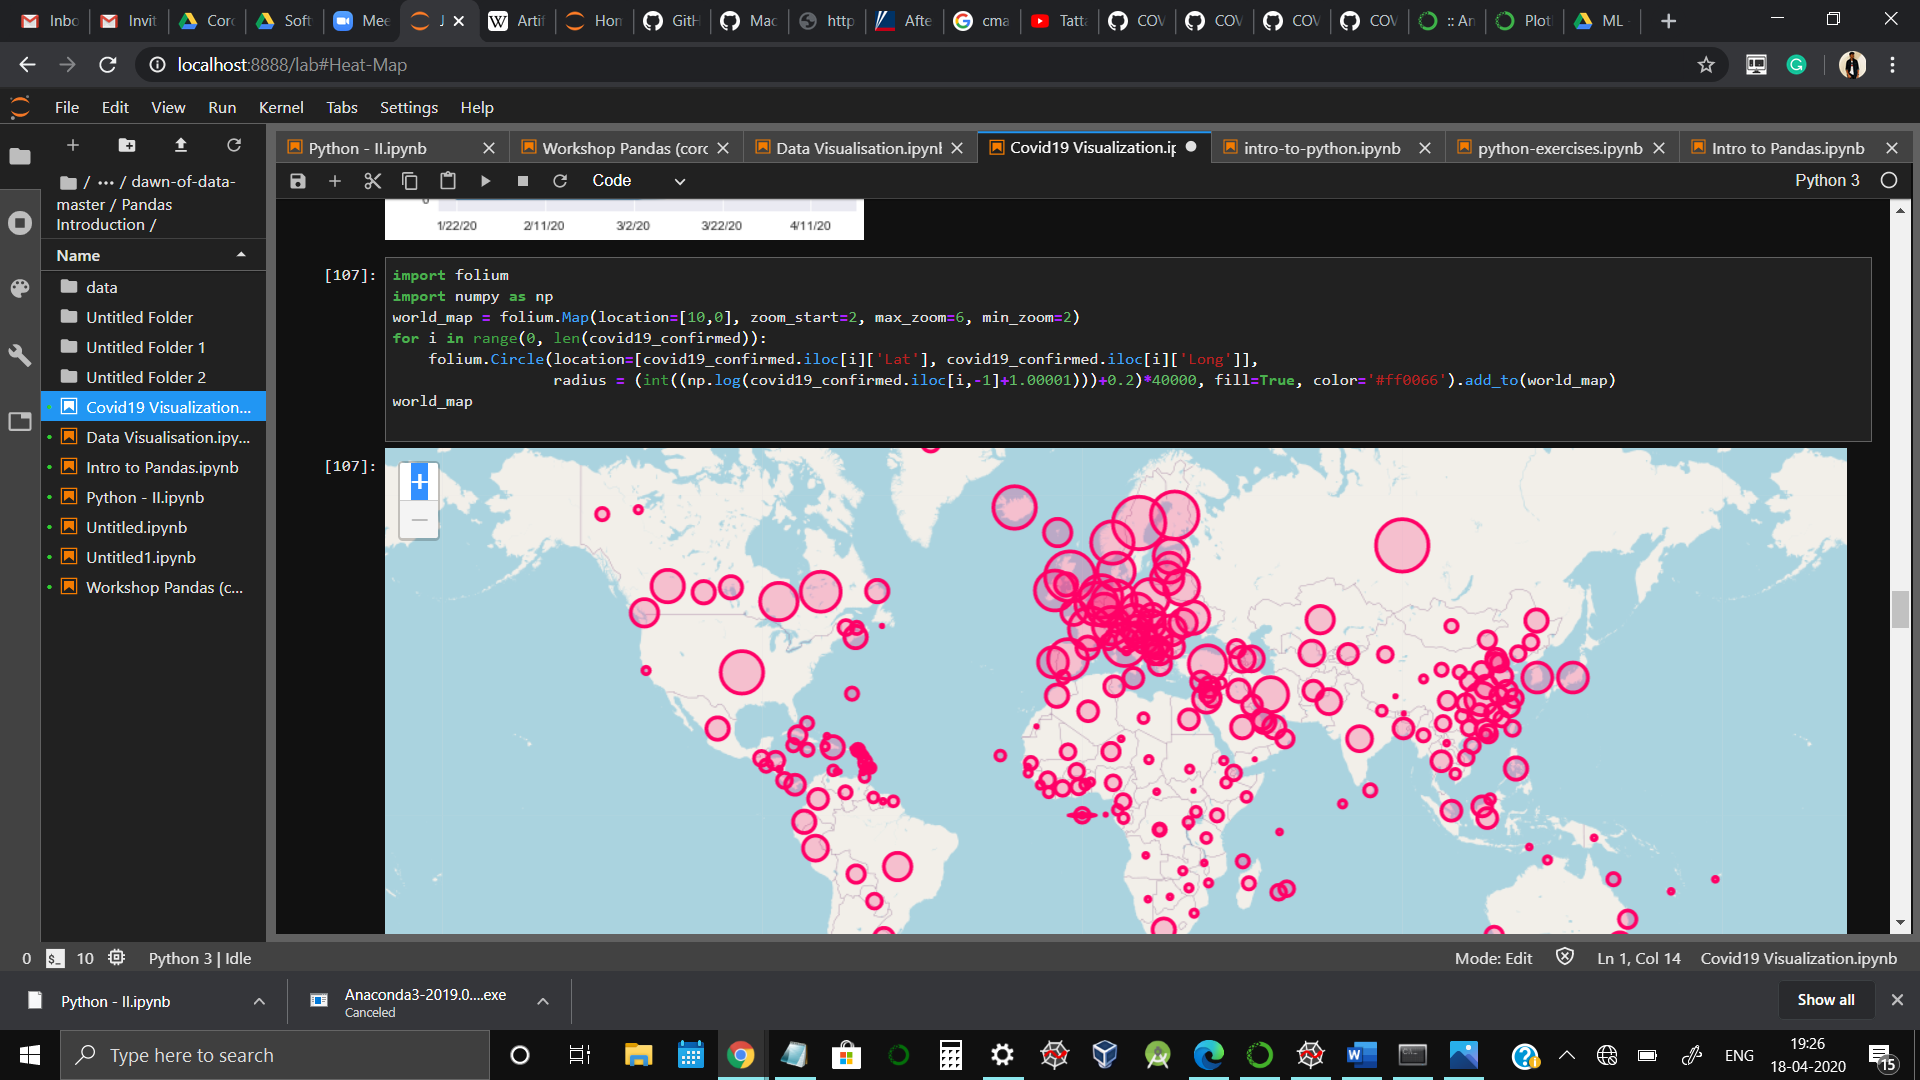 Inbo
Invit
Corc
Soft
Mee
J
Artif
Hon
GitH
Mac
http
Afte
cma
Tatta
COV
COV
COV
COV
:: An
Plotl
ML -
localhost:8888/lab#Heat-Map
File Edit View Run Kernel Tabs Settings Help
Python - II.ipynb
Workshop Pandas (corc
Data Visualisation.ipynb
Covid19 Visualization.ip
intro-to-python.ipynb
python-exercises.ipynb
Intro to Pandas.ipynb
Code
Python 3
/ ··· / dawn-of-data-
master / Pandas
Introduction /
Name
data
Untitled Folder
Untitled Folder 1
Untitled Folder 2
Covid19 Visualization...
Data Visualisation.ipy...
Intro to Pandas.ipynb
Python - II.ipynb
Untitled.ipynb
Untitled1.ipynb
Workshop Pandas (c...
0
1/22/20 2/11/20 3/2/20 3/22/20 4/11/20
[107]:
import folium
import numpy as np
world_map = folium.Map(location=[10,0], zoom_start=2, max_zoom=6, min_zoom=2)
for i in range(0, len(covid19_confirmed)):
    folium.Circle(location=[covid19_confirmed.iloc[i]['Lat'], covid19_confirmed.iloc[i]['Long']],
                  radius = (int((np.log(covid19_confirmed.iloc[i,-1]+1.00001)))+0.2)*40000, fill=True, color='#ff0066').add_to(world_map)
world_map
[107]:
+
−
0 $_ 10 Python 3 | Idle
Mode: Edit Ln 1, Col 14 Covid19 Visualization.ipynb
Python - II.ipynb
Anaconda3-2019.0....exe
Canceled
Show all
Type here to search
ENG
19:26
18-04-2020
15